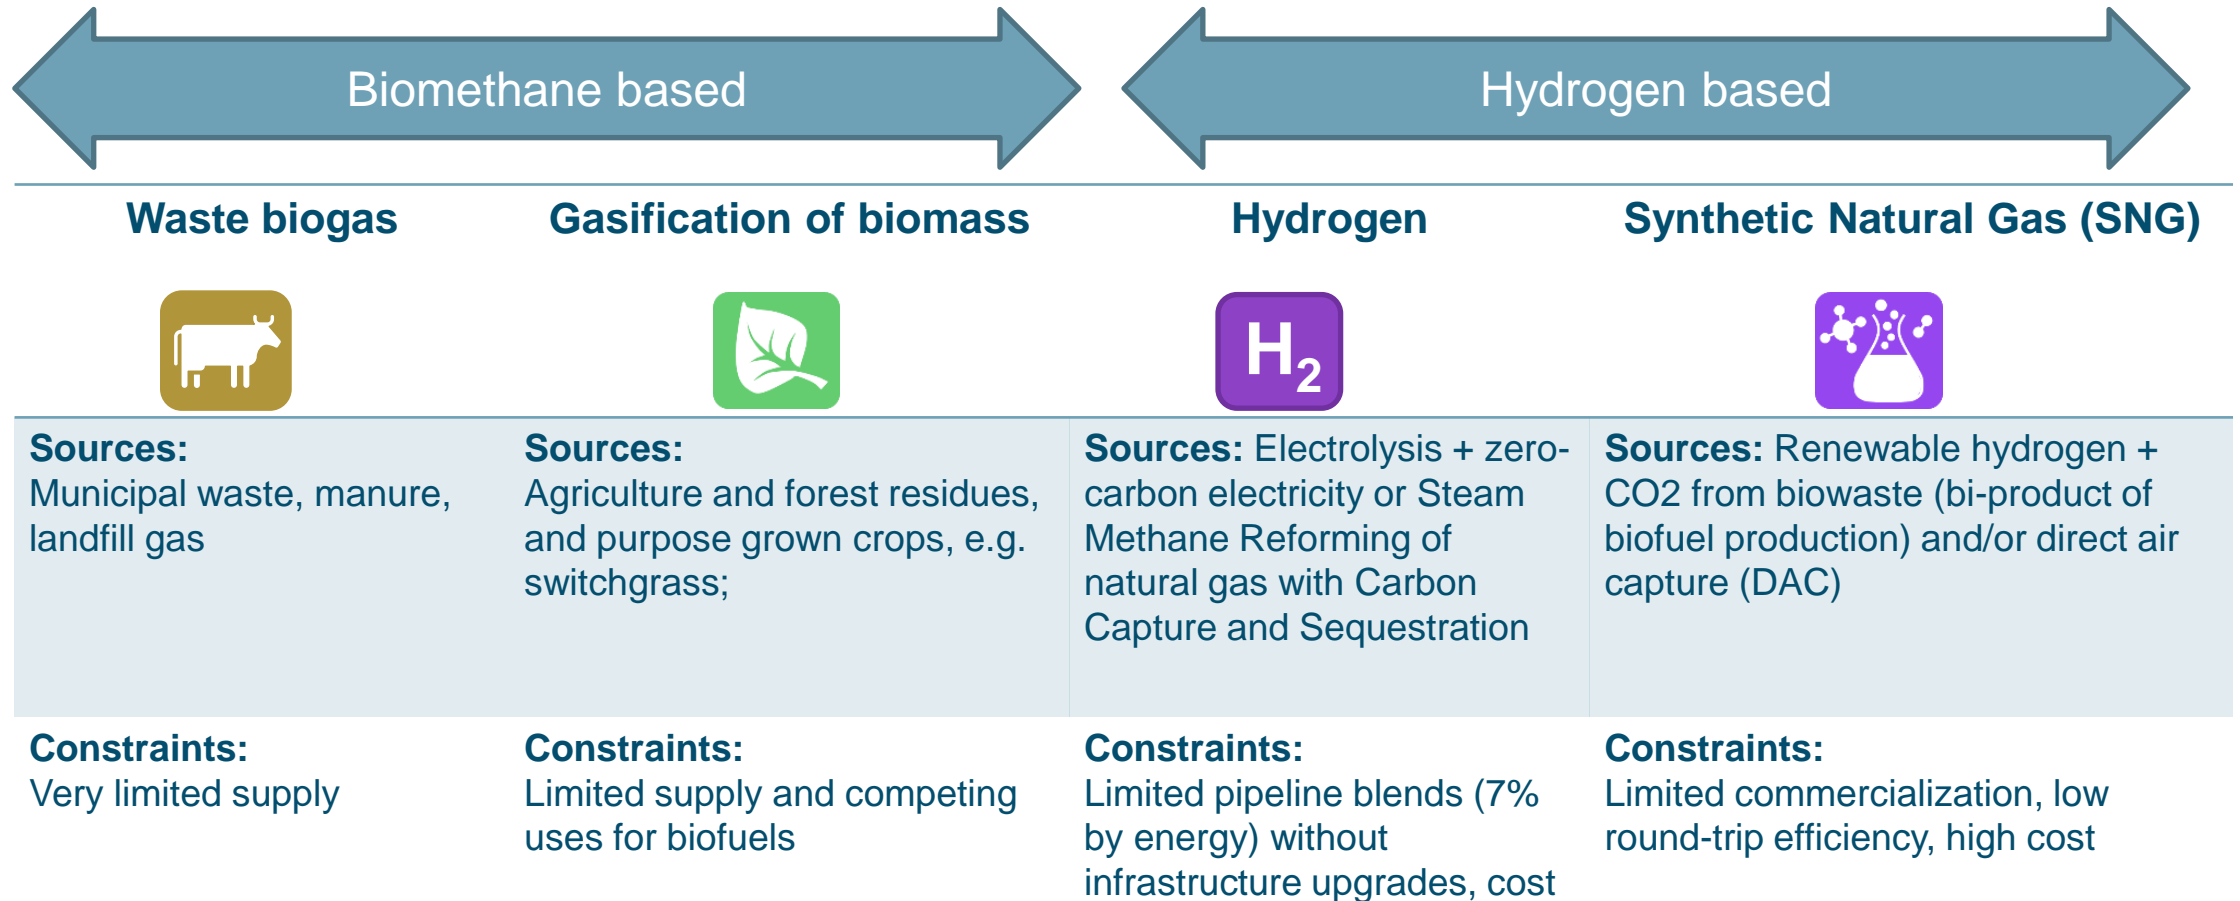 Biomethane based
Hydrogen based
Waste biogas
Gasification of biomass
Hydrogen
Synthetic Natural Gas (SNG)
H2
Sources:
Municipal waste, manure,
landfill gas
Sources:
Agriculture and forest residues,
and purpose grown crops, e.g.
switchgrass;
Sources: Electrolysis + zero-
carbon electricity or Steam
Methane Reforming of
natural gas with Carbon
Capture and Sequestration
Sources: Renewable hydrogen +
CO2 from biowaste (bi-product of
biofuel production) and/or direct air
capture (DAC)
Constraints:
Very limited supply
Constraints:
Limited supply and competing
uses for biofuels
Constraints:
Limited pipeline blends (7%
by energy) without
infrastructure upgrades, cost
Constraints:
Limited commercialization, low
round-trip efficiency, high cost